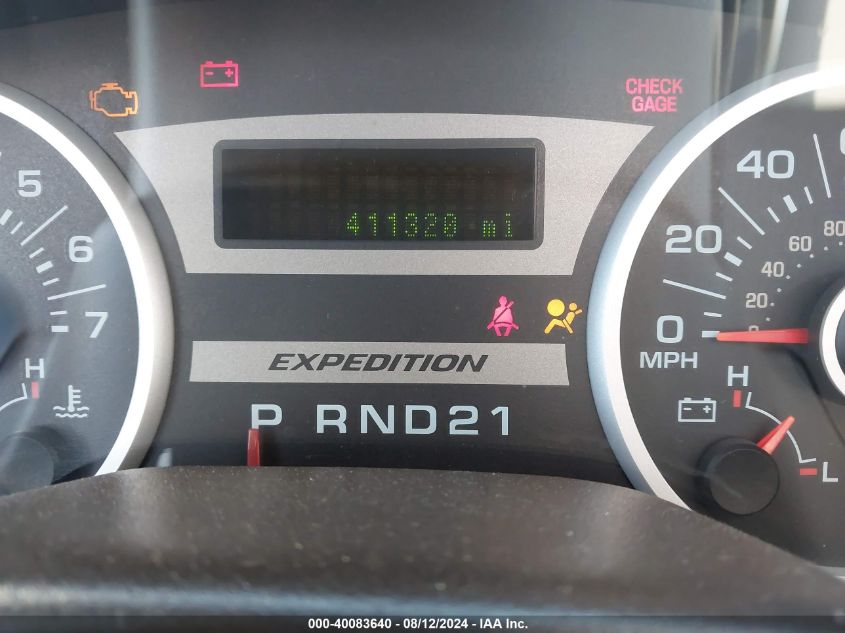 CHECK
GAGE
411320 mi
5
6
7
H
EXPEDITION
P RND21
40
20
0
MPH
80
60
40
20
0
H
L
000-40083640 - 08/12/2024 - IAA Inc.